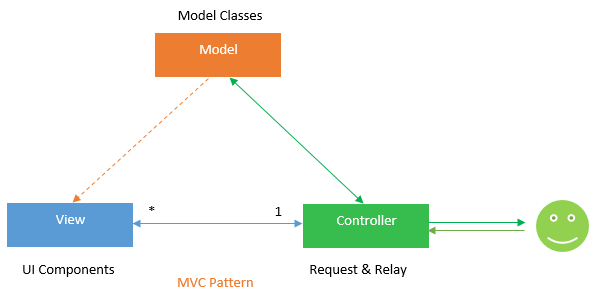 Model Classes
Model
* 1
View
Controller
UI Components
Request & Relay
MVC Pattern